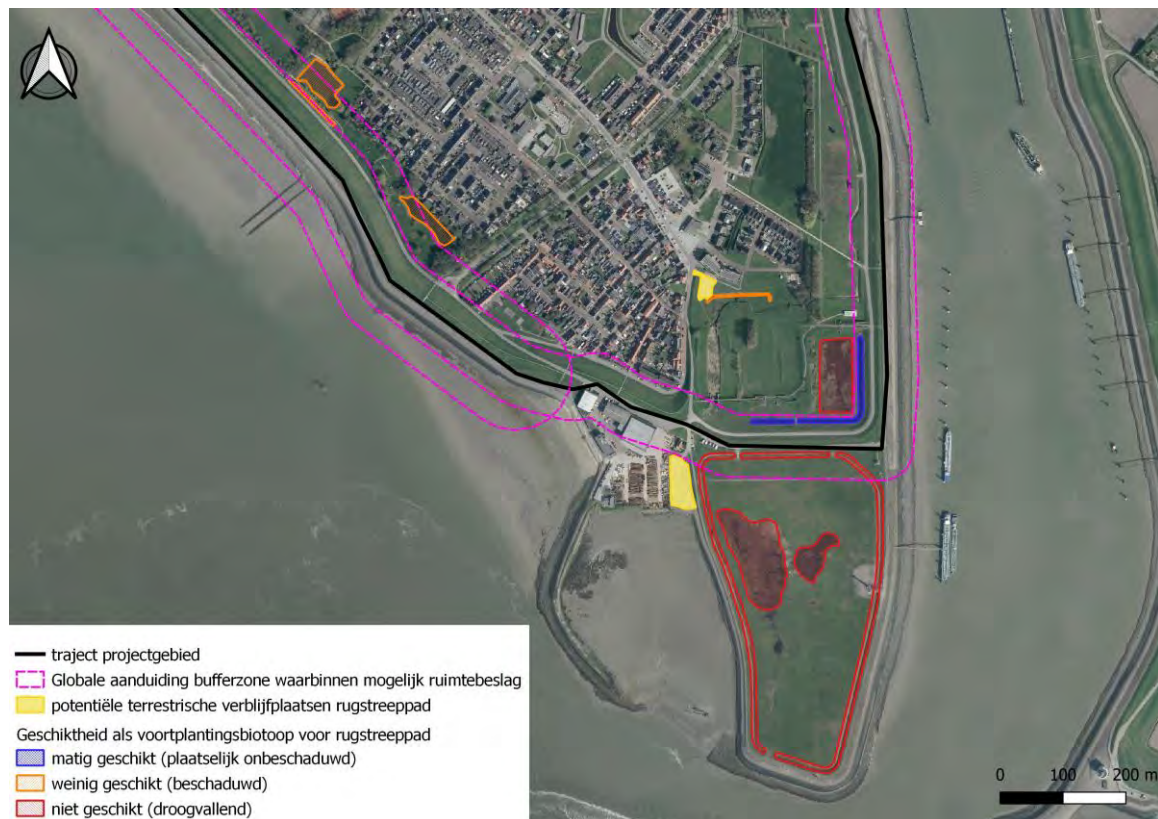 traject projectgebied
Globale aanduiding bufferzone waarbinnen mogelijk ruimtebeslag
potentiële terrestrische verblijfplaatsen rugstreeppad
Geschiktheid als voortplantingsbiotoop voor rugstreeppad
matig geschikt (plaatselijk onbeschaduwd)
weinig geschikt (beschaduwd)
niet geschikt (droogvallend)
0 100 200 m